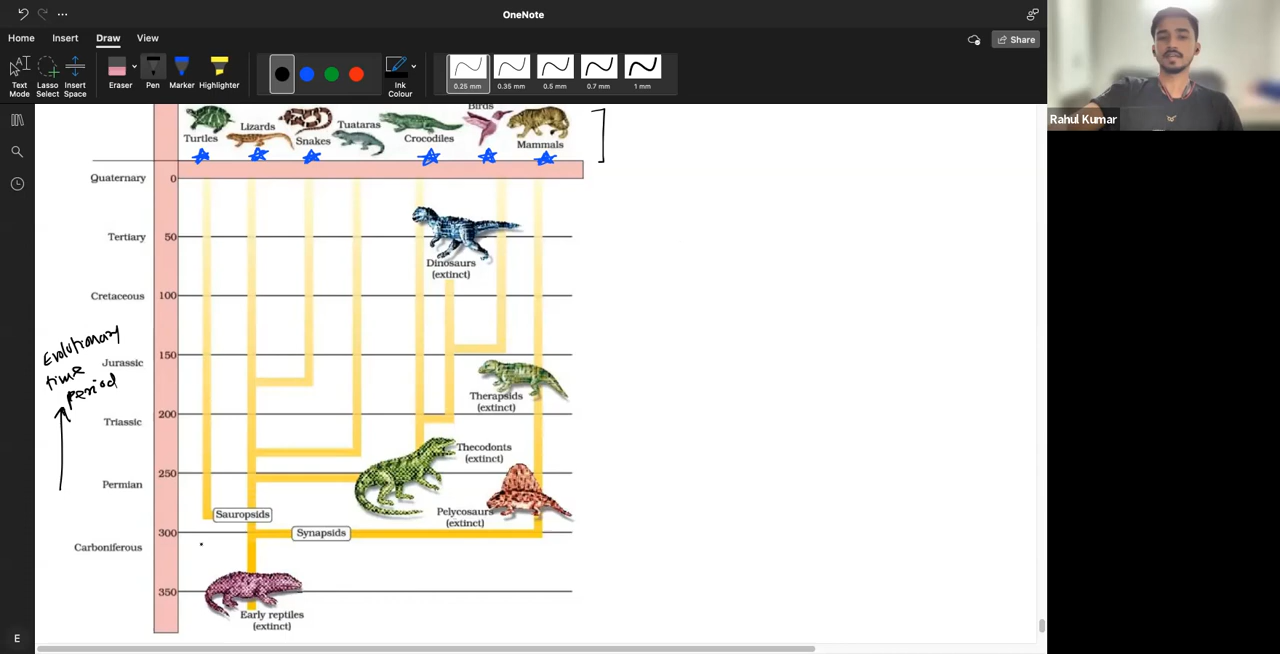 OneNote
Home Insert Draw View
Share
Text Mode
Lasso Select
Insert Space
Eraser
Pen
Marker
Highlighter
Ink Colour
0.25 mm
0.35 mm
0.5 mm
0.7 mm
1 mm
Rahul Kumar
Turtles
Lizards
Snakes
Tuataras
Crocodiles
Birds
Mammals
Quaternary 0
Tertiary 50
Dinosaurs
(extinct)
Cretaceous 100
Evolutionary
time
period
Jurassic 150
Therapsids
(extinct)
Triassic 200
Thecodonts
(extinct)
250
Permian
Pelycosaurs
(extinct)
Sauropsids
Synapsids
300
Carboniferous
350
Early reptiles
(extinct)
E